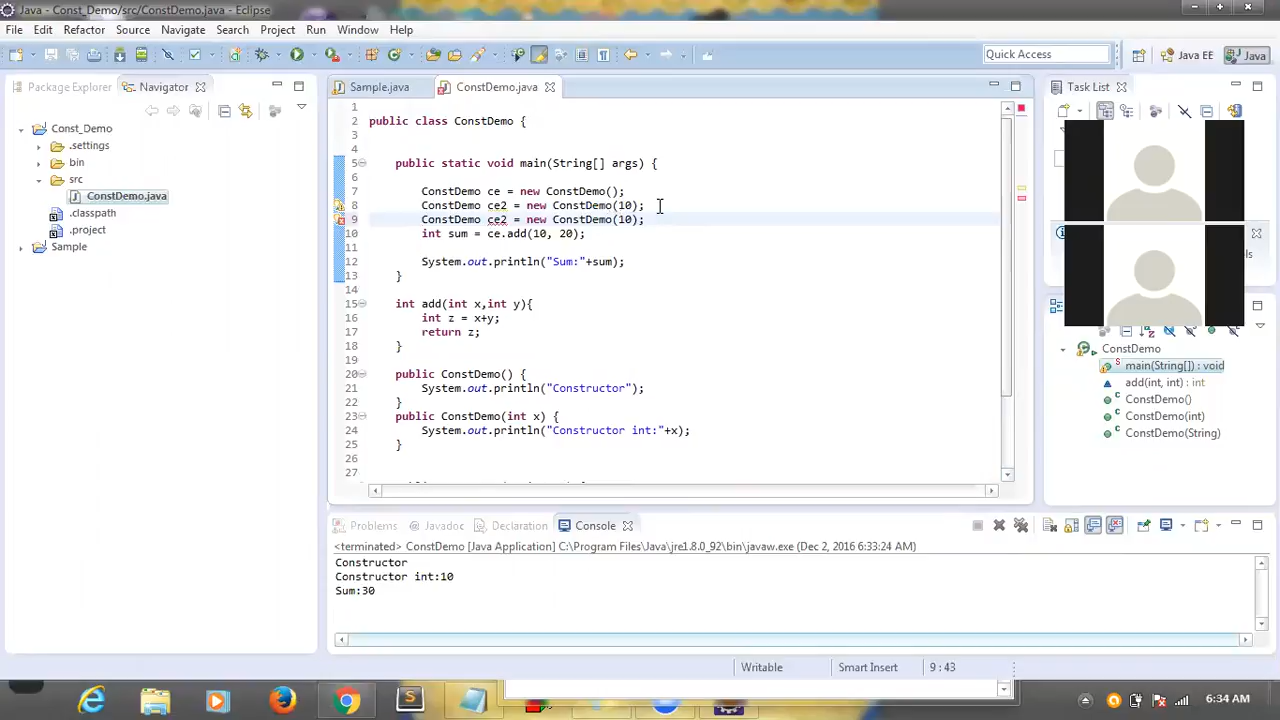 Java - Const_Demo/src/ConstDemo.java - Eclipse
File Edit Refactor Source Navigate Search Project Run Window Help
Quick Access
Java EE
Java
Package Explorer
Navigator
Sample.java
ConstDemo.java
Task List
Const_Demo
.settings
bin
src
ConstDemo.java
.classpath
.project
Sample
1
2 public class ConstDemo {
3
4
5 public static void main(String[] args) {
6
7 ConstDemo ce = new ConstDemo();
8 ConstDemo ce2 = new ConstDemo(10);
9 ConstDemo ce2 = new ConstDemo(10);
10 int sum = ce.add(10, 20);
11
12 System.out.println("Sum:"+sum);
13 }
14
15 int add(int x,int y){
16 int z = x+y;
17 return z;
18 }
19
20 public ConstDemo() {
21 System.out.println("Constructor");
22 }
23 public ConstDemo(int x) {
24 System.out.println("Constructor int:"+x);
25 }
26
27
ConstDemo
main(String[]) : void
add(int, int) : int
ConstDemo()
ConstDemo(int)
ConstDemo(String)
Problems
Javadoc
Declaration
Console
<terminated> ConstDemo [Java Application] C:\Program Files\Java\jre1.8.0_92\bin\javaw.exe (Dec 2, 2016 6:33:24 AM)
Constructor
Constructor int:10
Sum:30
Writable
Smart Insert
9 : 43
6:34 AM